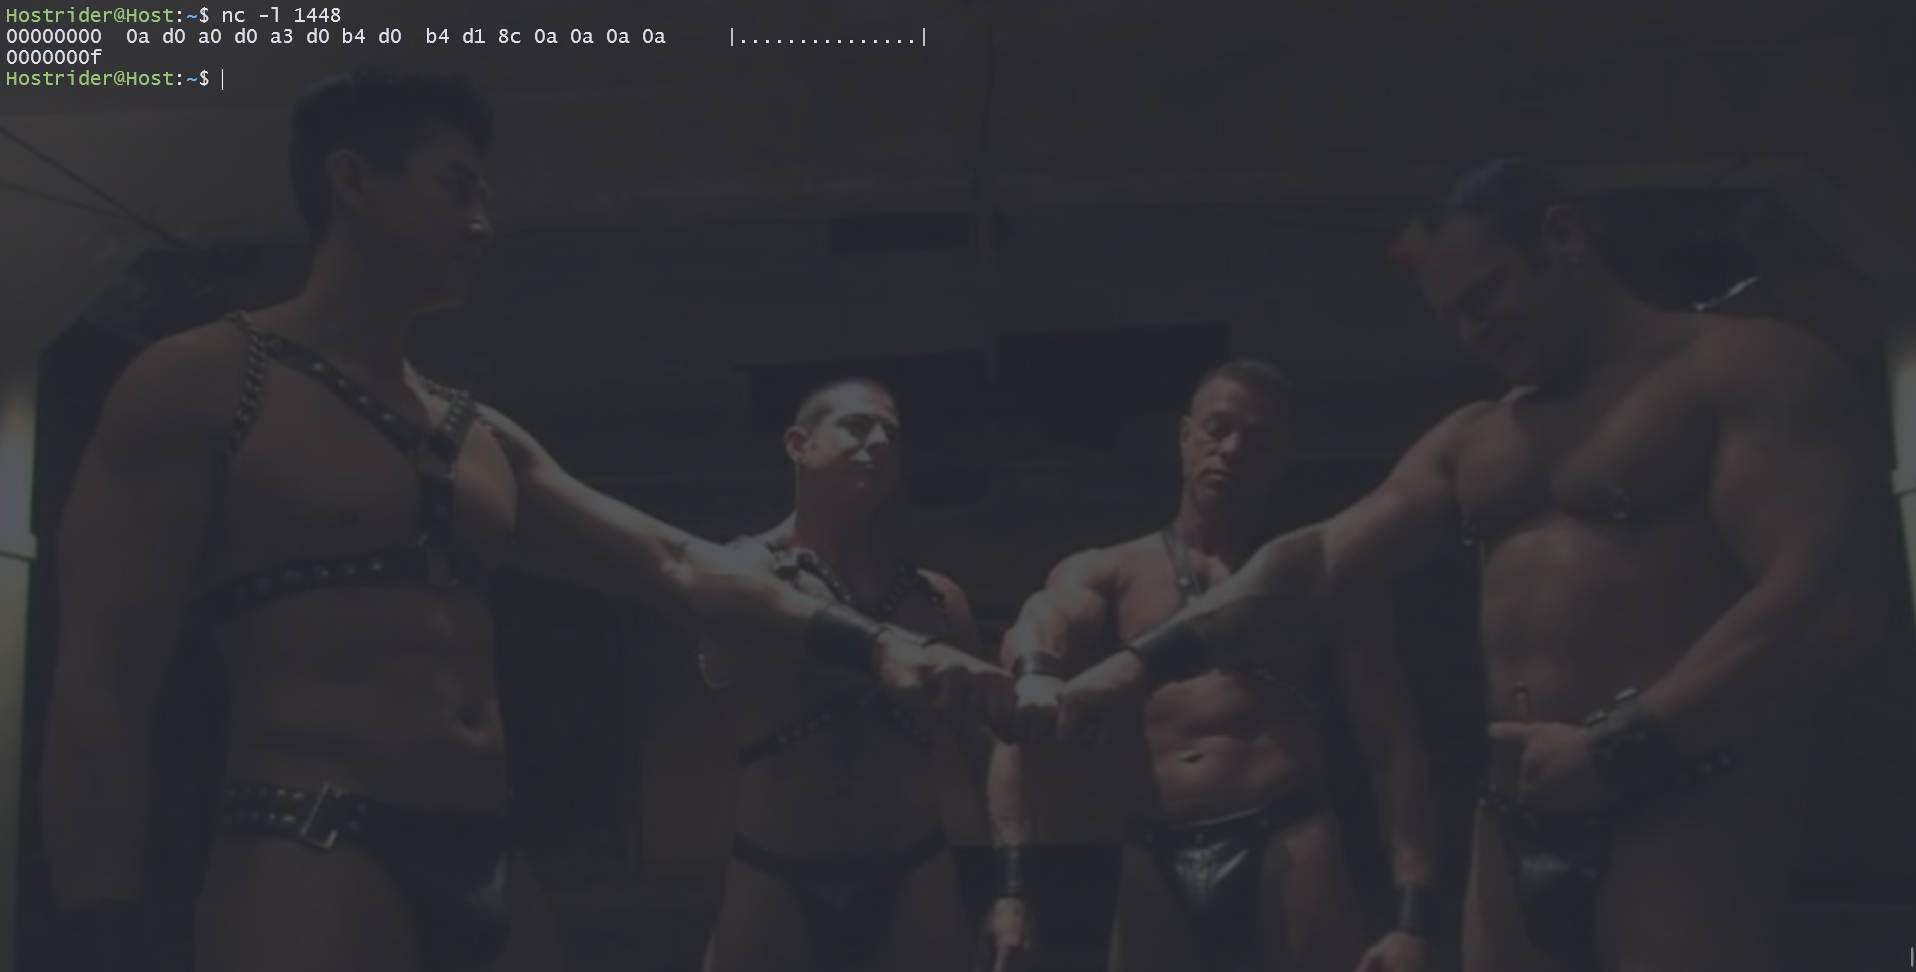 Hostrider@Host:~$ nc -l 1448
00000000  0a d0 a0 d0 a3 d0 b4 d0  b4 d1 8c 0a 0a 0a 0a     |...............|
0000000f
Hostrider@Host:~$